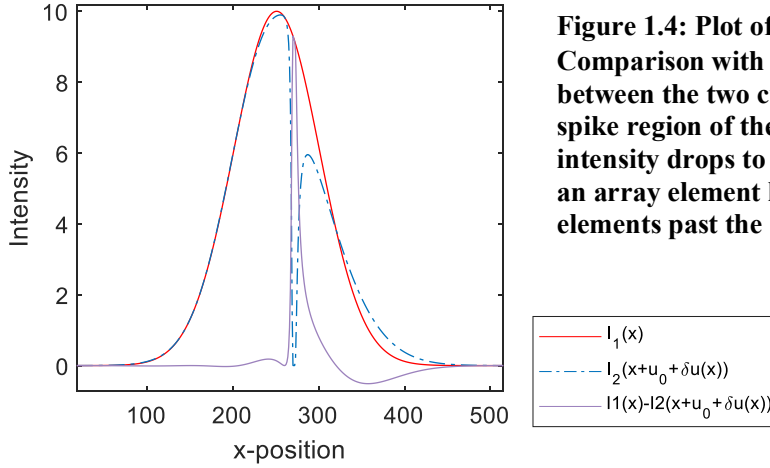 10
8
6
4
2
0
Intensity
100
200
300
400
500
x-position
Figure 1.4: Plot of
Comparison with
between the two c
spike region of the
intensity drops to
an array element
elements past the
I₁(x)
I₂(x+u₀+δu(x))
I1(x)-I2(x+u₀+δu(x))